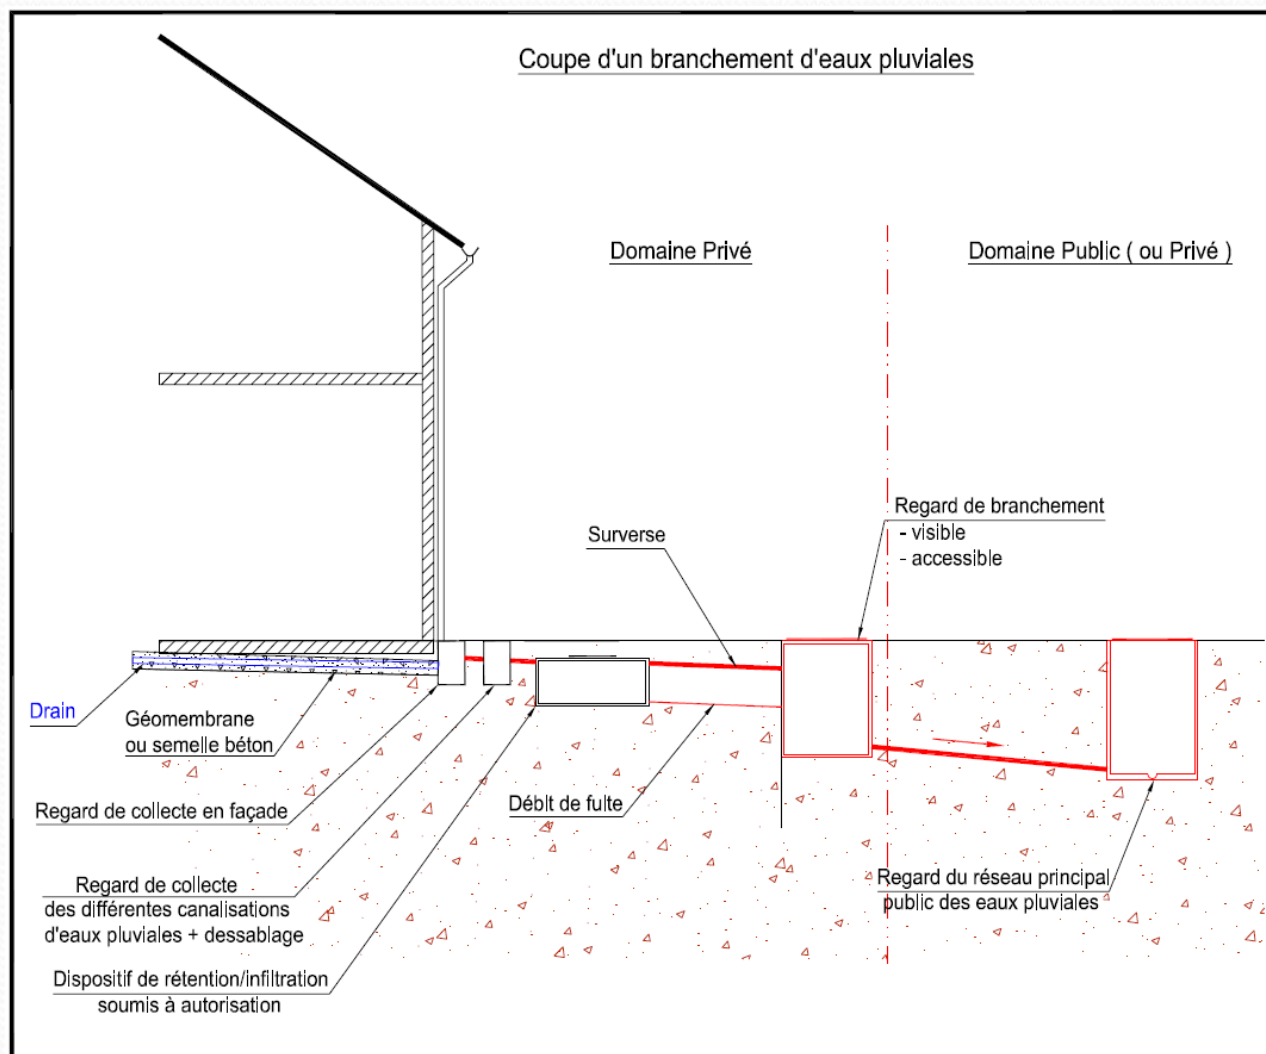 Coupe d'un branchement d'eaux pluviales
Domaine Privé
Domaine Public ( ou Privé )
Regard de branchement
- visible
- accessible
Surverse
Drain
Géomembrane
ou semelle béton
Débit de fuite
Regard de collecte en façade
Regard de collecte
des différentes canalisations
d'eaux pluviales + dessablage
Regard du réseau principal
public des eaux pluviales
Dispositif de rétention/infiltration
soumis à autorisation